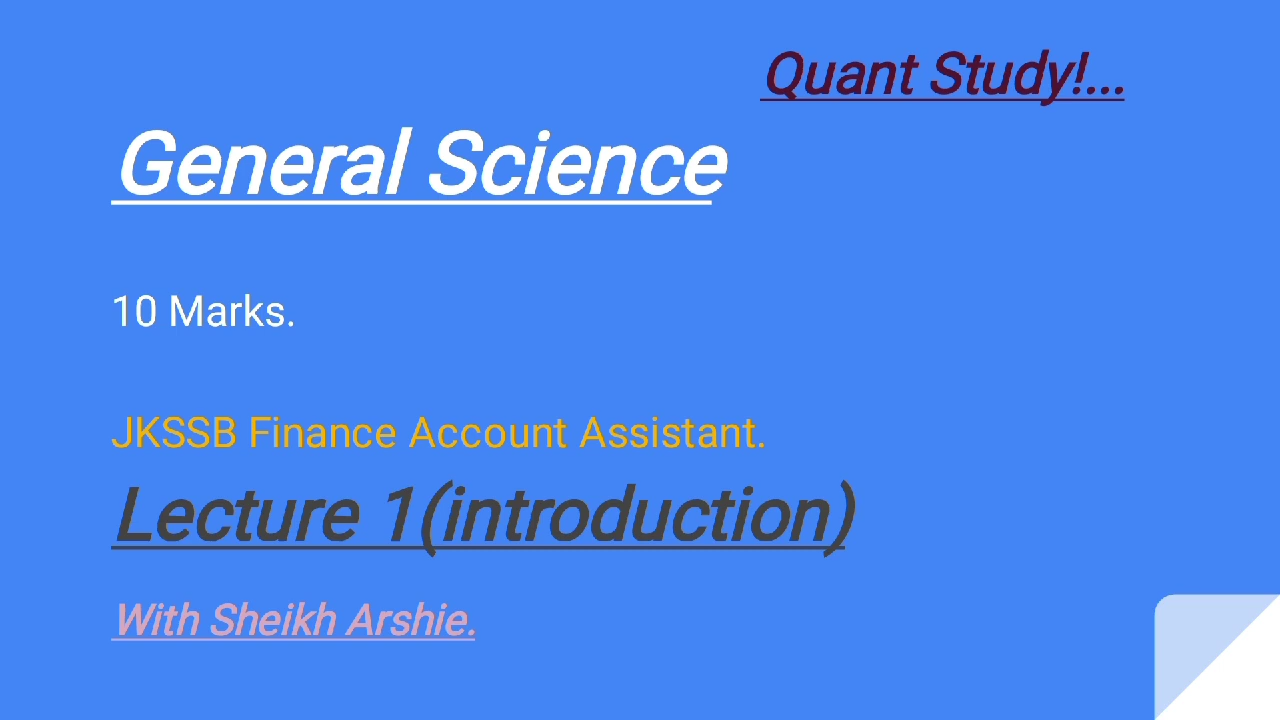 Quant Study!...
General Science
10 Marks.
JKSSB Finance Account Assistant.
Lecture 1(introduction)
With Sheikh Arshie.